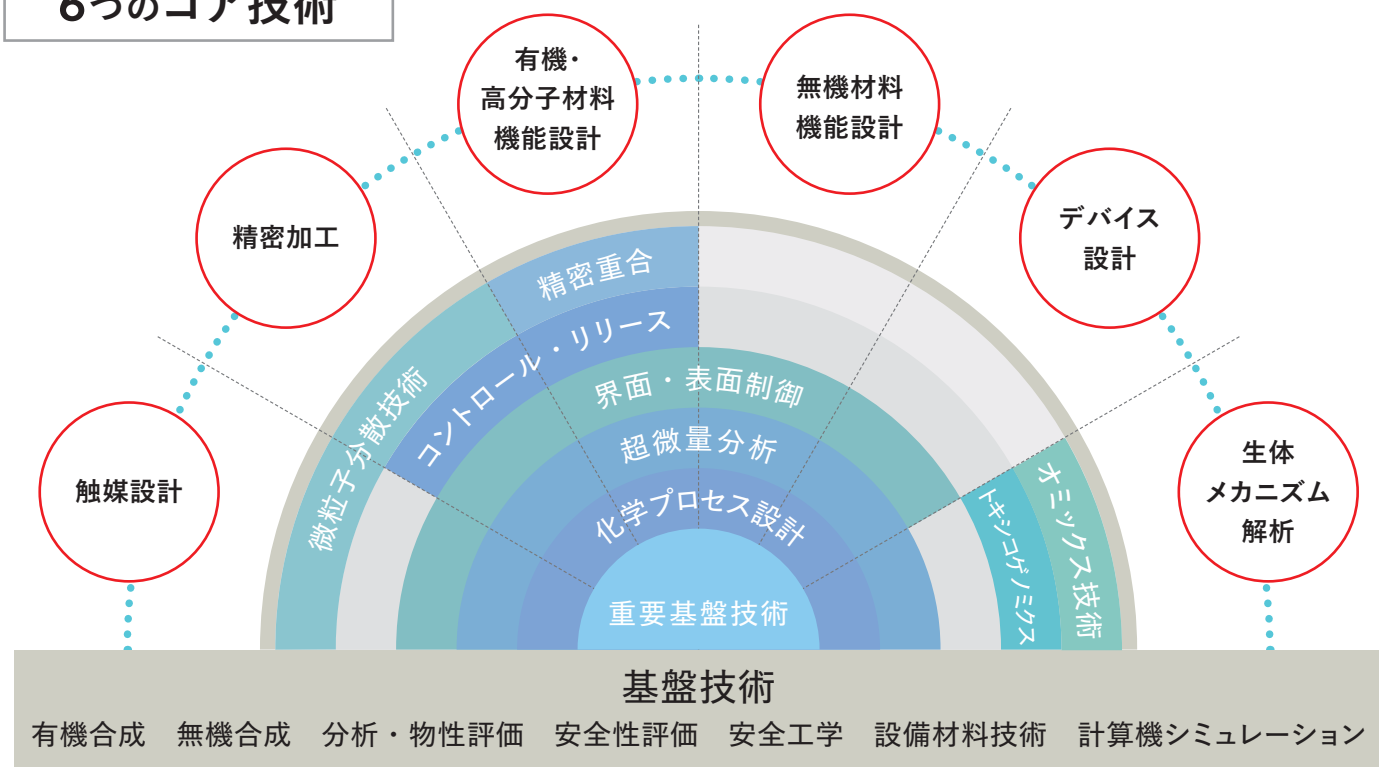 6つのコア技術
有機・
高分子材料
機能設計
無機材料
機能設計
精密加工
デバイス
設計
触媒設計
生体
メカニズム
解析
精密重合
コントロール・リリース
微粒子分散技術
界面・表面制御
超微量分析
化学プロセス設計
トキシコゲノミクス
オミックス技術
重要基盤技術
基盤技術
有機合成 無機合成 分析・物性評価 安全性評価 安全工学 設備材料技術 計算機シミュレーション